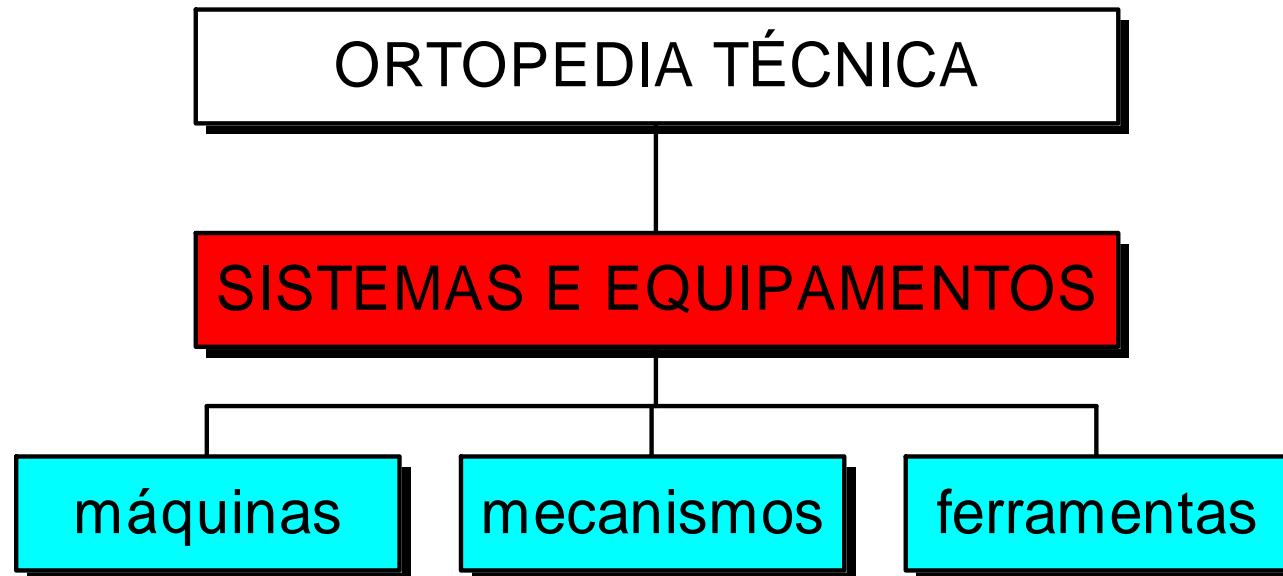 ORTOPEDIA TÉCNICA
SISTEMAS E EQUIPAMENTOS
máquinas
mecanismos
ferramentas